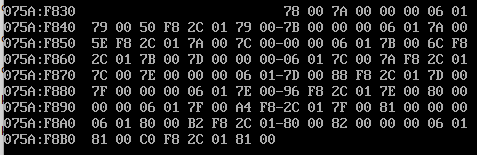 075A:F830 78 00 7A 00 00 00 06 01
075A:F840 79 00 50 F8 2C 01 79 00-7B 00 00 00 06 01 7A 00
075A:F850 5E F8 2C 01 7A 00 7C 00-00 00 06 01 7B 00 6C F8
075A:F860 2C 01 7B 00 7D 00 00 00-06 01 7C 00 7A F8 2C 01
075A:F870 7C 00 7E 00 00 00 06 01-7D 00 88 F8 2C 01 7D 00
075A:F880 7F 00 00 00 06 01 7E 00-96 F8 2C 01 7E 00 80 00
075A:F890 00 00 06 01 7F 00 A4 F8-2C 01 7F 00 81 00 00 00
075A:F8A0 06 01 80 00 B2 F8 2C 01-80 00 82 00 00 00 06 01
075A:F8B0 81 00 C0 F8 2C 01 81 00